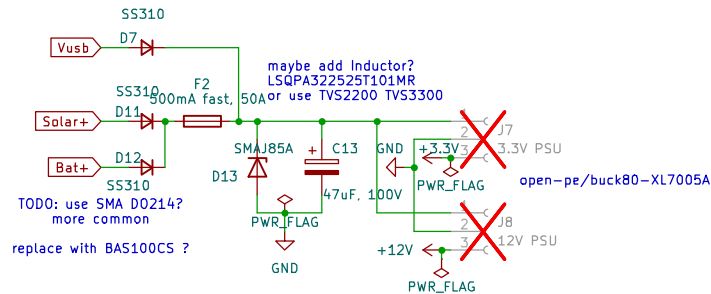 SS310
D7
Vusb
maybe add Inductor?
LSQPA322525T101MR
or use TVS2200 TVS3300
SS310
F2
500mA fast, 50A
D11
Solar+
1
2
3
J7
3.3V PSU
+3.3V
SMAJ85A
C13
+
GND
D12
Bat+
D13
SS310
PWR_FLAG
open-pe/buck80-XL7005A
47uF, 100V
TODO: use SMA DO214?
more common
PWR_FLAG
1
2
3
J8
12V PSU
replace with BAS100CS ?
+12V
GND
PWR_FLAG